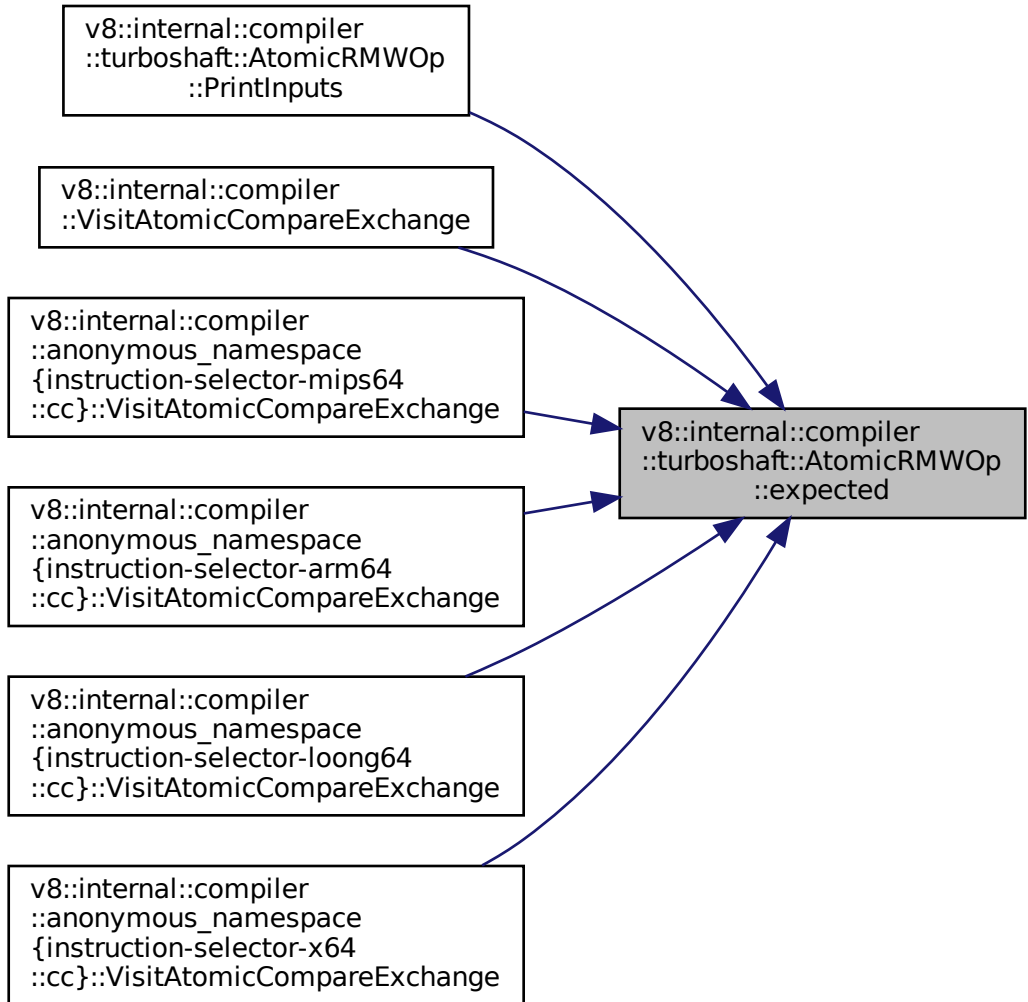 v8::internal::compiler
::turboshaft::AtomicRMWOp
::PrintInputs
v8::internal::compiler
::VisitAtomicCompareExchange
v8::internal::compiler
::anonymous_namespace
{instruction-selector-mips64
::cc}::VisitAtomicCompareExchange
v8::internal::compiler
::turboshaft::AtomicRMWOp
::expected
v8::internal::compiler
::anonymous_namespace
{instruction-selector-arm64
::cc}::VisitAtomicCompareExchange
v8::internal::compiler
::anonymous_namespace
{instruction-selector-loong64
::cc}::VisitAtomicCompareExchange
v8::internal::compiler
::anonymous_namespace
{instruction-selector-x64
::cc}::VisitAtomicCompareExchange